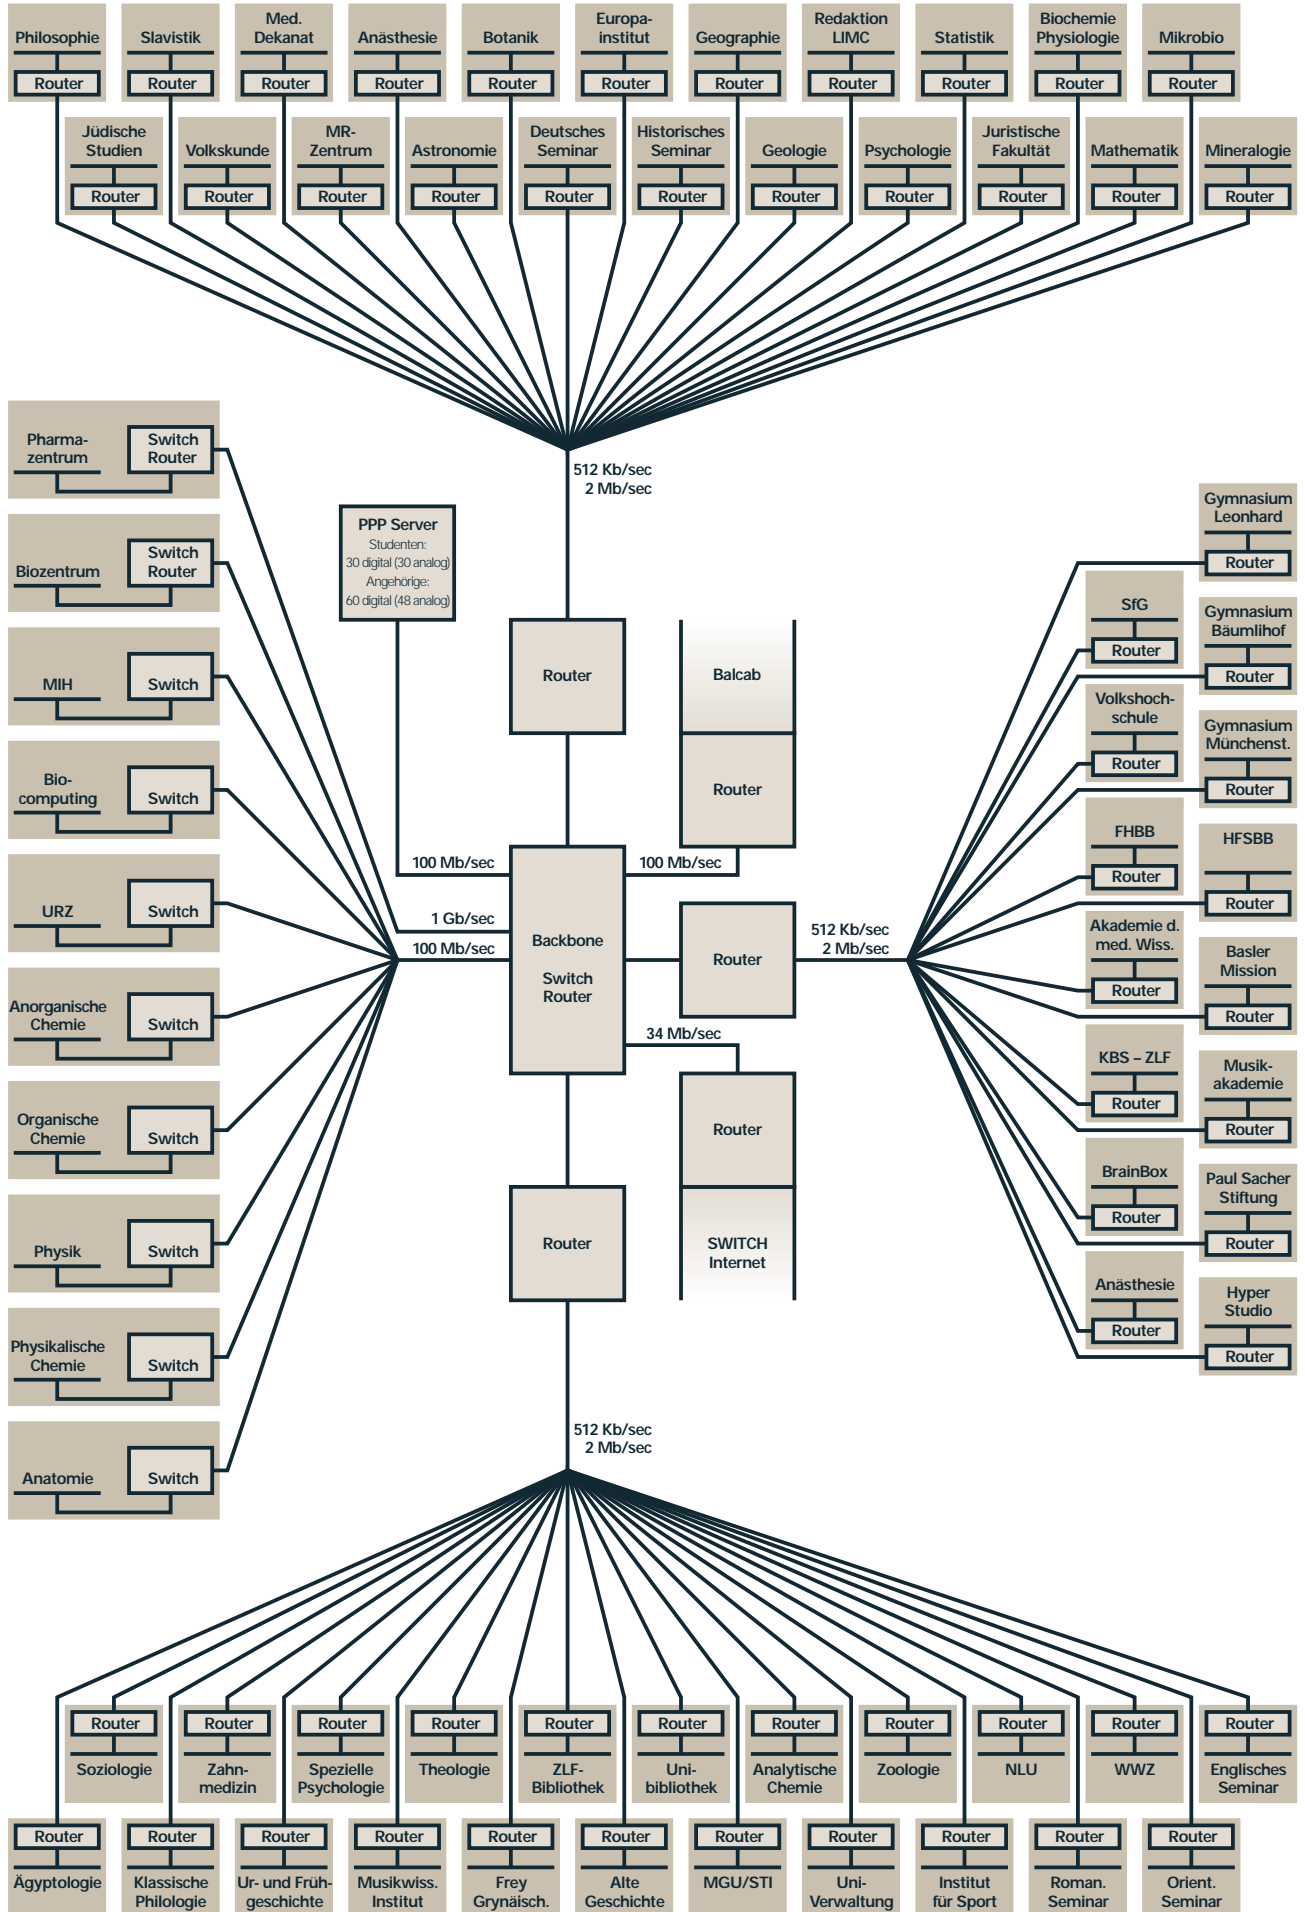 Philosophie
Router
Slavistik
Router
Med.
Dekanat
Router
Anästhesie
Router
Botanik
Router
Europa-
institut
Router
Geographie
Router
Redaktion
LIMC
Router
Statistik
Router
Biochemie
Physiologie
Router
Mikrobio
Router
Jüdische
Studien
Router
Volkskunde
Router
MR-
Zentrum
Router
Astronomie
Router
Deutsches
Seminar
Router
Historisches
Seminar
Router
Geologie
Router
Psychologie
Router
Juristische
Fakultät
Router
Mathematik
Router
Mineralogie
Router
512 Kb/sec
2 Mb/sec
Pharma-
zentrum
Switch
Router
Biozentrum
Switch
Router
MIH
Switch
Bio-
computing
Switch
URZ
Switch
Anorganische
Chemie
Switch
Organische
Chemie
Switch
Physik
Switch
Physikalische
Chemie
Switch
Anatomie
Switch
PPP Server
Studenten:
30 digital (30 analog)
Angehörige:
60 digital (48 analog)
Router
Balcab
Router
100 Mb/sec
100 Mb/sec
1 Gb/sec
100 Mb/sec
Backbone
Switch
Router
Router
512 Kb/sec
2 Mb/sec
34 Mb/sec
Router
SWITCH
Internet
Router
Gymnasium
Leonhard
Router
SfG
Router
Gymnasium
Bäumlihof
Router
Volkshoch-
schule
Router
Gymnasium
Münchenst.
Router
FHBB
Router
HFSBB
Router
Akademie d.
med. Wiss.
Router
Basler
Mission
Router
KBS – ZLF
Router
Musik-
akademie
Router
BrainBox
Router
Paul Sacher
Stiftung
Router
Anästhesie
Router
Hyper
Studio
Router
512 Kb/sec
2 Mb/sec
Router
Soziologie
Router
Zahn-
medizin
Router
Spezielle
Psychologie
Router
Theologie
Router
ZLF-
Bibliothek
Router
Uni-
bibliothek
Router
Analytische
Chemie
Router
Zoologie
Router
NLU
Router
WWZ
Router
Englisches
Seminar
Router
Ägyptologie
Router
Klassische
Philologie
Router
Ur- und Früh-
geschichte
Router
Musikwiss.
Institut
Router
Frey
Grynäisch.
Router
Alte
Geschichte
Router
MGU/STI
Router
Uni-
Verwaltung
Router
Institut
für Sport
Router
Roman.
Seminar
Router
Orient.
Seminar